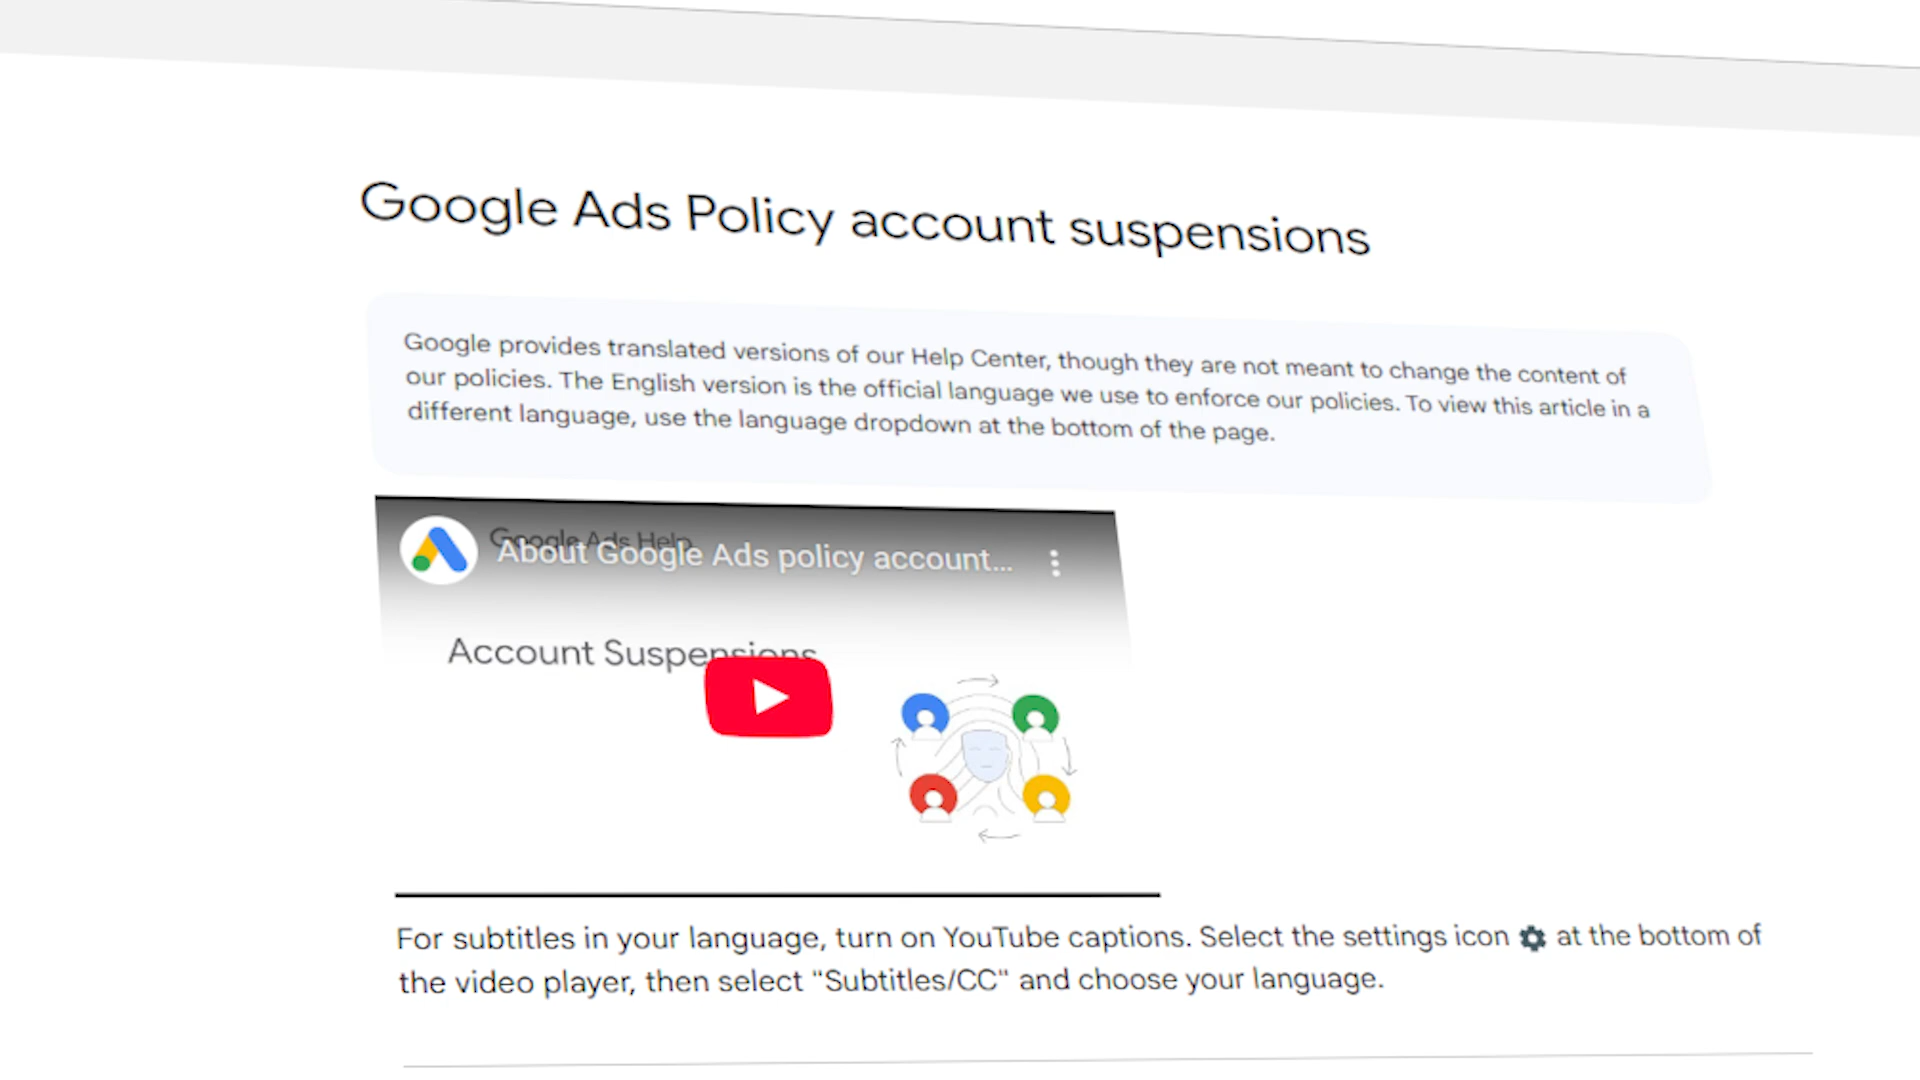 Google Ads Policy account suspensions
Google provides translated versions of our Help Center, though they are not meant to change the content of
our policies. The English version is the official language we use to enforce our policies. To view this article in a
different language, use the language dropdown at the bottom of the page.
Google Ads Help
About Google Ads policy account...
Account Suspensions
For subtitles in your language, turn on YouTube captions. Select the settings icon at the bottom of
the video player, then select "Subtitles/CC" and choose your language.